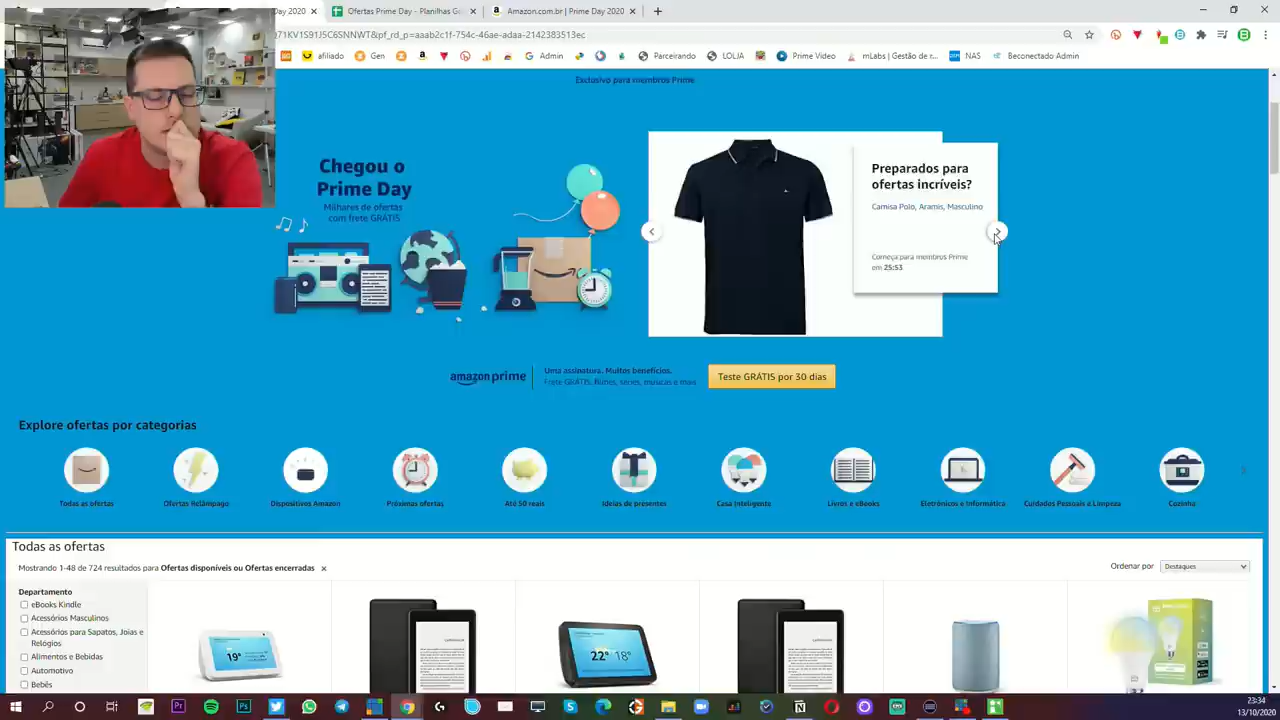 Day 2020
Ofertas Prime Day - Planilhas G
Amazon.com.br | Prime Day 2020
071KV1S91J5C6SNNWT&pf_rd_p=aaab2c1f-754c-46ae-adaa-2142383513ec
afiliado
Gen
Admin
Parceirando
LOLJA
Prime Video
mLabs | Gestão de r...
NAS
Beconectado Admin
Exclusivo para membros Prime
Chegou o
Prime Day
Milhares de ofertas
com frete GRÁTIS
Preparados para
ofertas incríveis?
Camisa Polo, Aramis, Masculino
Começa para membros Prime
em 25:53
amazon prime
Uma assinatura. Muitos benefícios.
Frete GRÁTIS, filmes, séries, músicas e mais
Teste GRÁTIS por 30 dias
Explore ofertas por categorias
Todas as ofertas
Ofertas Relâmpago
Dispositivos Amazon
Próximas ofertas
Até 50 reais
Ideias de presentes
Casa Inteligente
Livros e eBooks
Eletrônicos e Informática
Cuidados Pessoais e Limpeza
Cozinha
Todas as ofertas
Mostrando 1-48 de 724 resultados para Ofertas disponíveis ou Ofertas encerradas
Ordenar por
Destaques
Departamento
eBooks Kindle
Acessórios Masculinos
Acessórios para Sapatos, Joias e
Relógios
Alimentos e Bebidas
Automotivo
Bebês
19°
22° 18°
23:34
13/10/2020